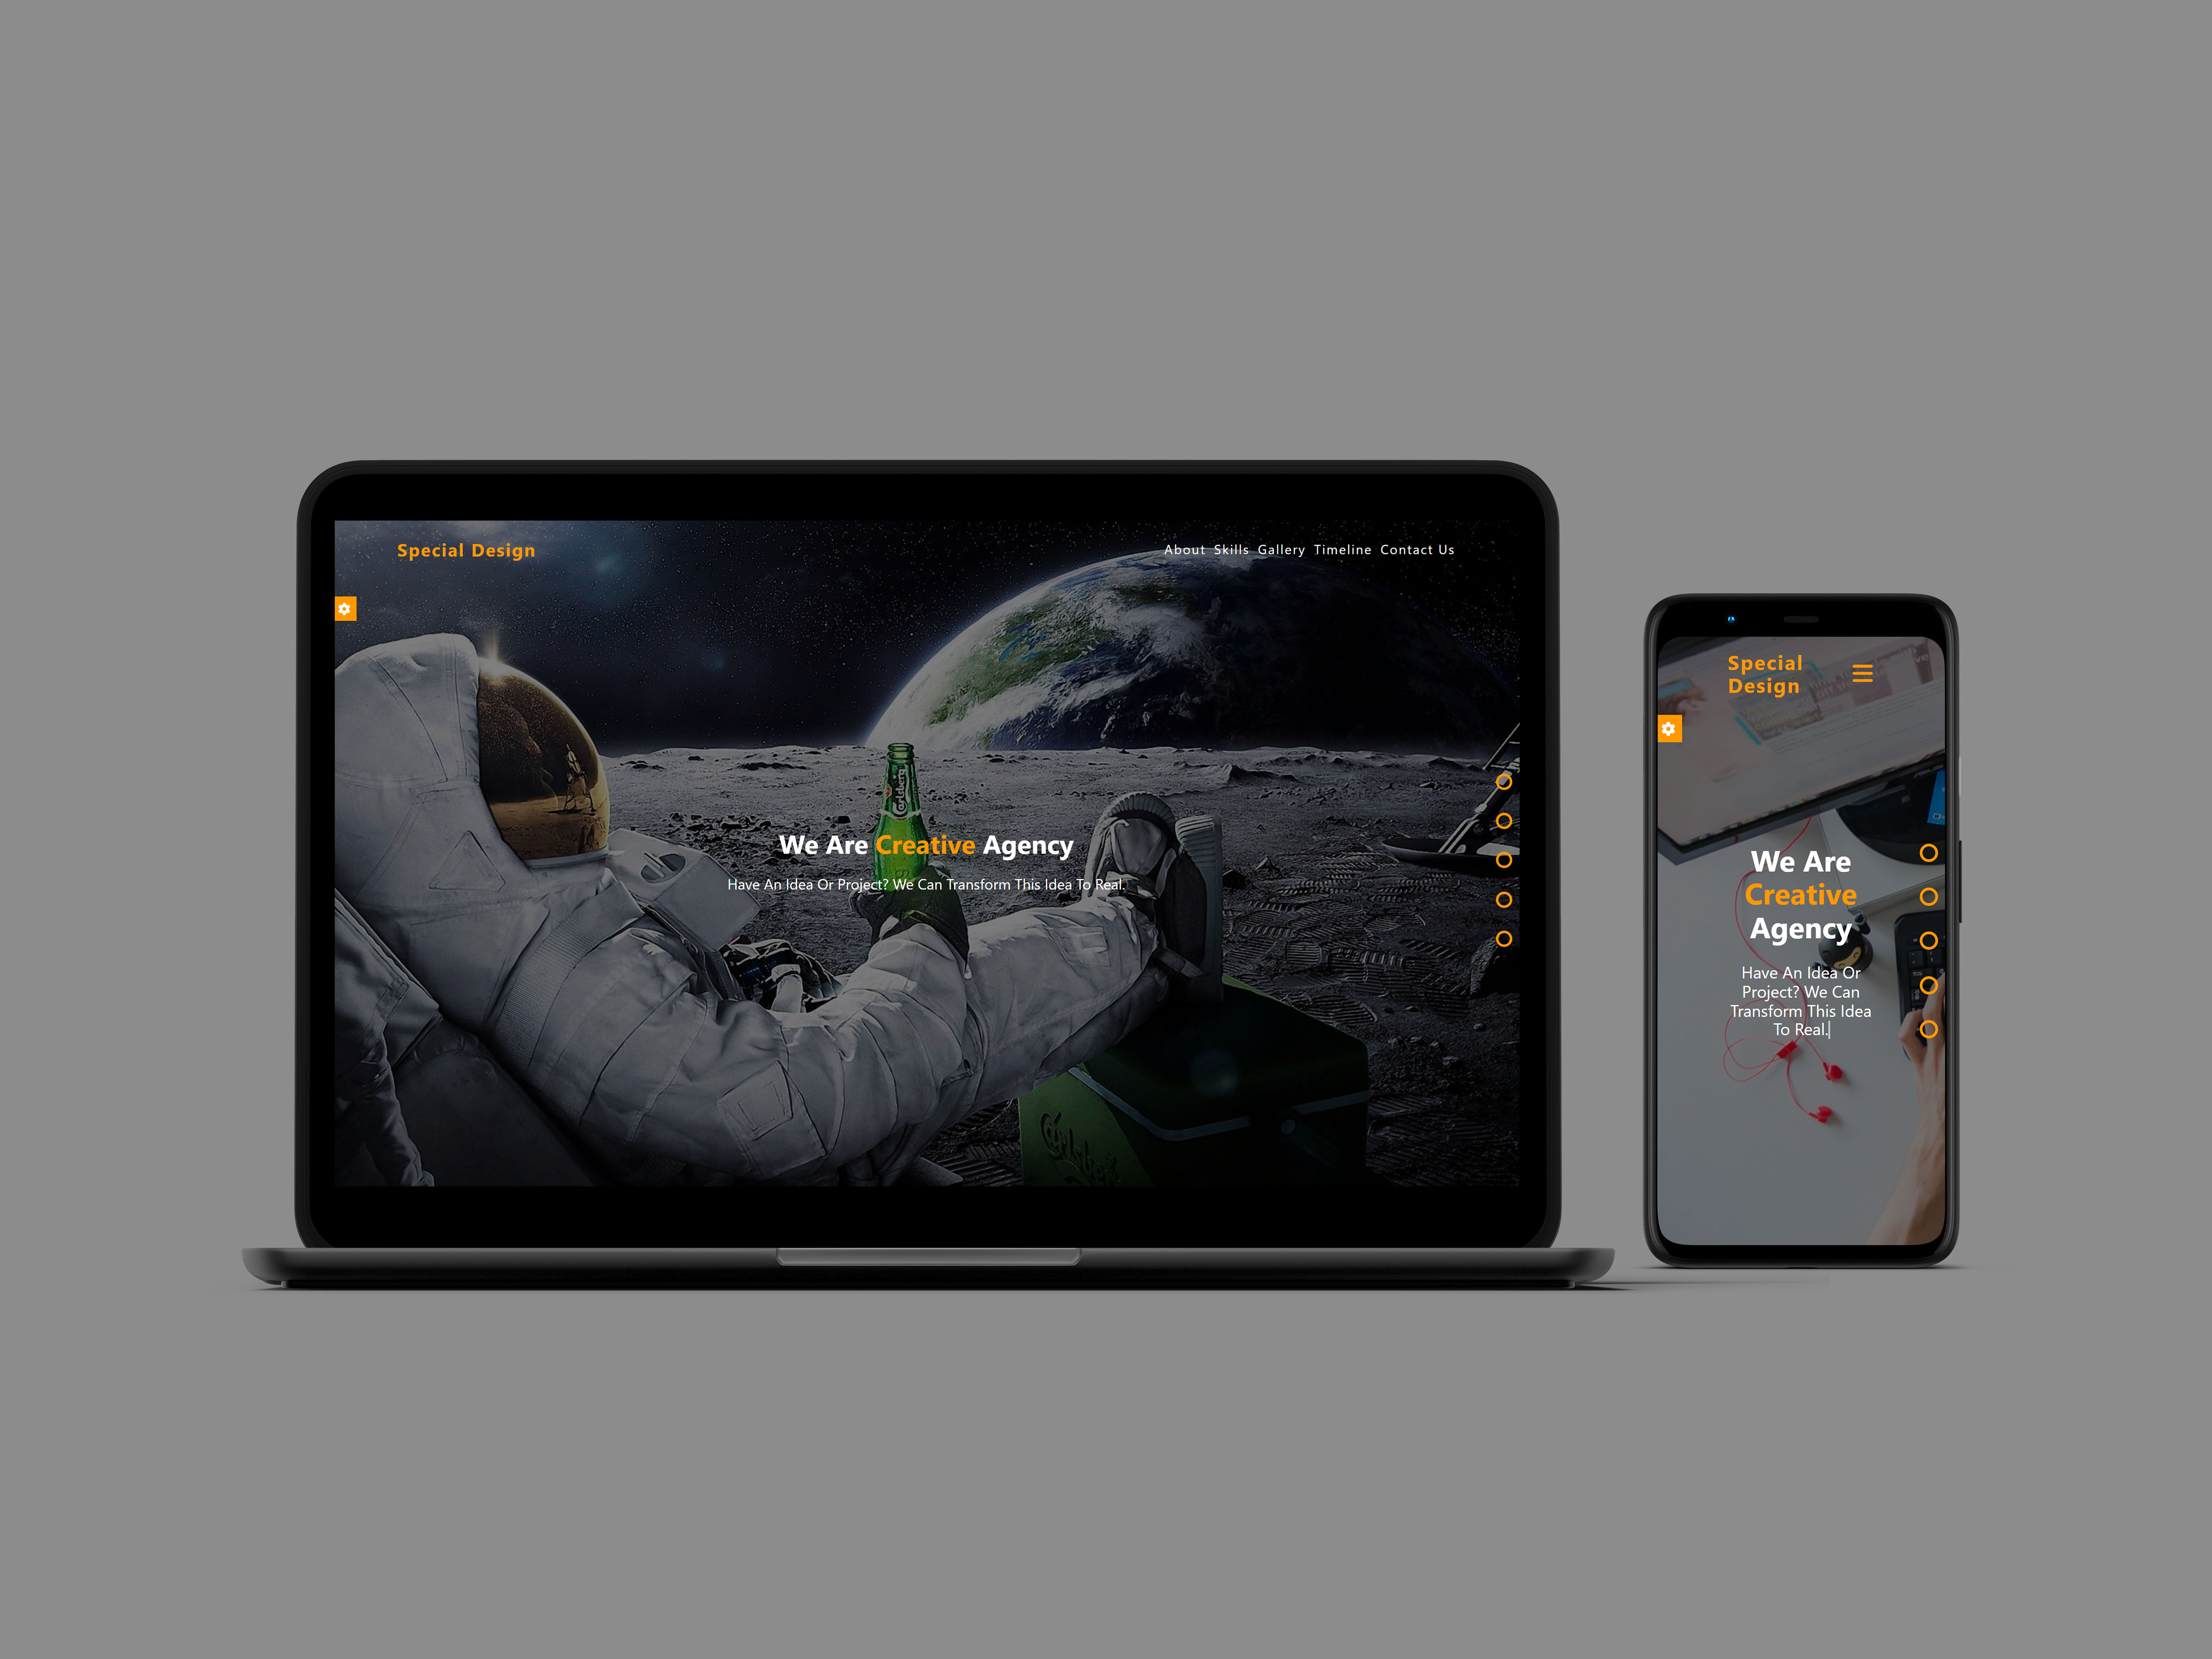 Special Design
About Skills Gallery Timeline Contact Us
Carlsberg
We Are Creative Agency
Have An Idea Or Project? We Can Transform This Idea To Real.
Special
Design
We Are
Creative
Agency
Have An Idea Or
Project? We Can
Transform This Idea
To Real.